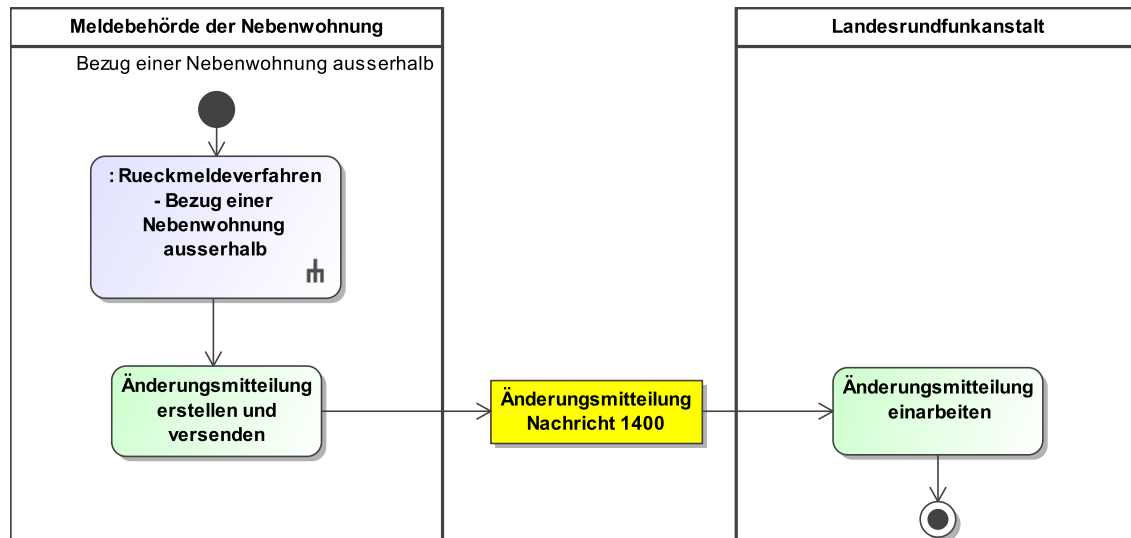 Meldebehörde der Nebenwohnung
Landesrundfunkanstalt
Bezug einer Nebenwohnung ausserhalb
: Rueckmeldeverfahren
- Bezug einer
Nebenwohnung
ausserhalb
Änderungsmitteilung
erstellen und
versenden
Änderungsmitteilung
Nachricht 1400
Änderungsmitteilung
einarbeiten